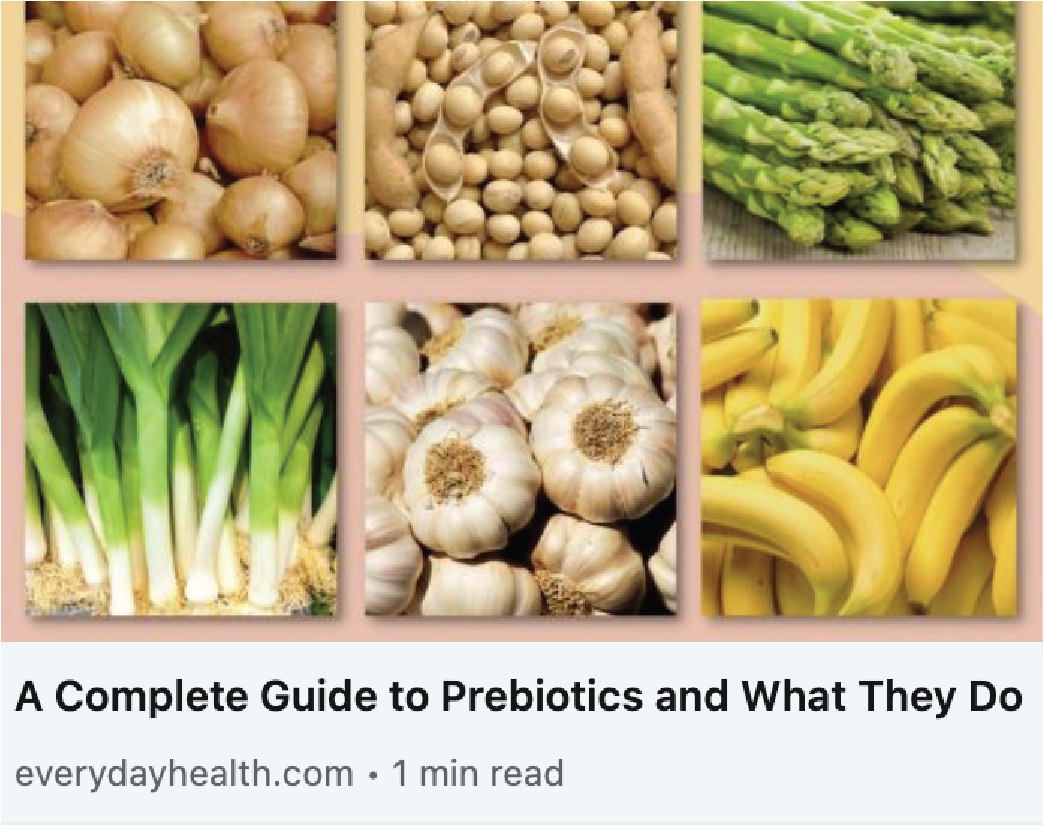 A Complete Guide to Prebiotics and What They Do
everydayhealth.com • 1 min read